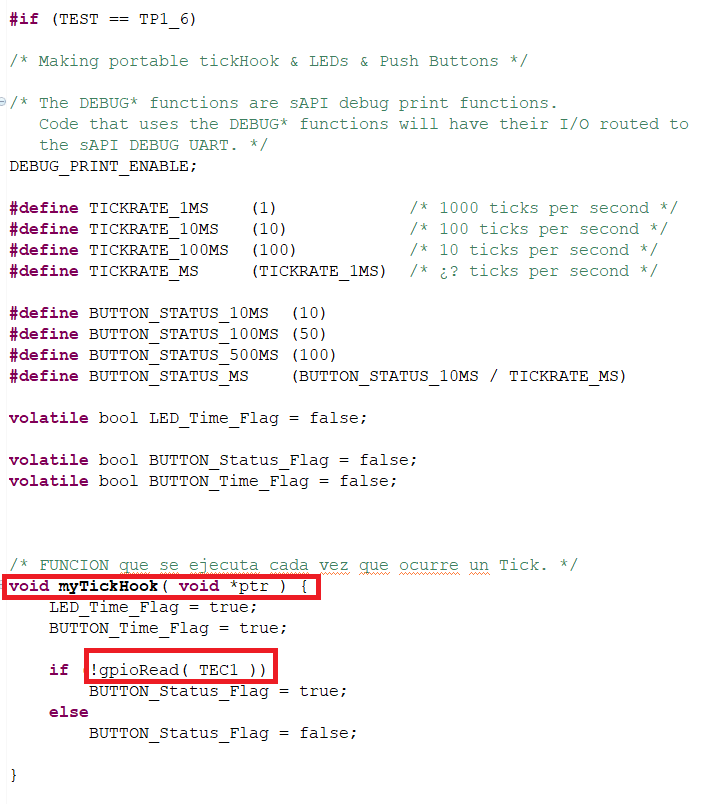 #if (TEST == TP1_6)
/* Making portable tickHook & LEDs & Push Buttons */
/* The DEBUG* functions are sAPI debug print functions.
   Code that uses the DEBUG* functions will have their I/O routed to
   the sAPI DEBUG UART. */
DEBUG_PRINT_ENABLE;
#define TICKRATE_1MS    (1)             /* 1000 ticks per second */
#define TICKRATE_10MS   (10)            /* 100 ticks per second */
#define TICKRATE_100MS  (100)           /* 10 ticks per second */
#define TICKRATE_MS     (TICKRATE_1MS)  /* ¿? ticks per second */
#define BUTTON_STATUS_10MS  (10)
#define BUTTON_STATUS_100MS (50)
#define BUTTON_STATUS_500MS (100)
#define BUTTON_STATUS_MS    (BUTTON_STATUS_10MS / TICKRATE_MS)
volatile bool LED_Time_Flag = false;
volatile bool BUTTON_Status_Flag = false;
volatile bool BUTTON_Time_Flag = false;
/* FUNCION que se ejecuta cada vez que ocurre un Tick. */
void myTickHook( void *ptr ) {
    LED_Time_Flag = true;
    BUTTON_Time_Flag = true;
    if (!gpioRead( TEC1 ))
        BUTTON_Status_Flag = true;
    else
        BUTTON_Status_Flag = false;
}